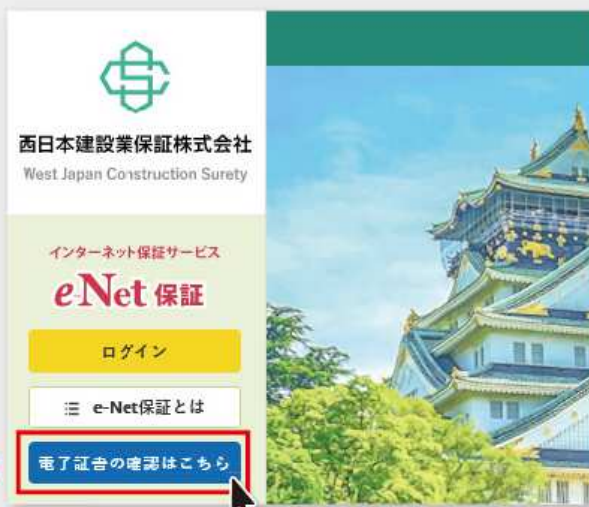 西日本建設業保証株式会社
West Japan Construction Surety
インターネット保証サービス
e-Net 保証
ログイン
e-Net保証とは
電子証書の確認はこちら